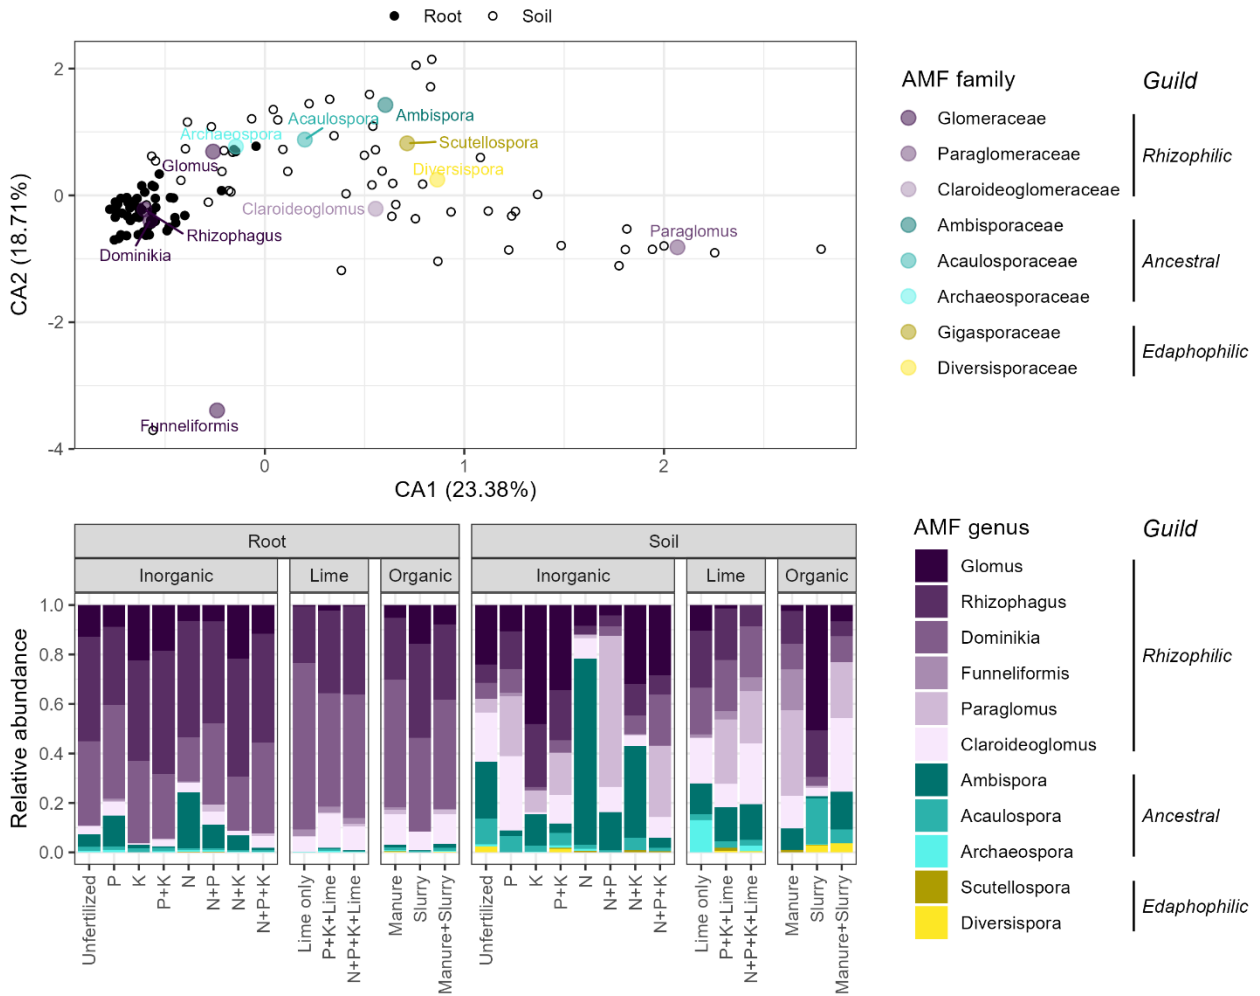 Root Soil
2
0
-2
-4
CA2 (18.71%)
Ambispora
Acaulospora
Archaeospora
Scutellospora
Glomus
Diversispora
Claroideoglomus
Rhizophagus
Paraglomus
Dominikia
Funneliformis
0 1 2
CA1 (23.38%)
AMF family Guild
Glomeraceae
Paraglomeraceae
Claroideoglomeraceae
Rhizophilic
Ambisporaceae
Acaulosporaceae
Archaeosporaceae
Ancestral
Gigasporaceae
Diversisporaceae
Edaphophilic
Root Soil
Inorganic Lime Organic Inorganic Lime Organic
1.0
0.8
0.6
0.4
0.2
0.0
Relative abundance
Unfertilized
P
K
P+K
N
N+P
N+K
N+P+K
Lime only
P+K+Lime
N+P+K+Lime
Manure
Slurry
Manure+Slurry
Unfertilized
P
K
P+K
N
N+P
N+K
N+P+K
Lime only
P+K+Lime
N+P+K+Lime
Manure
Slurry
Manure+Slurry
AMF genus Guild
Glomus
Rhizophagus
Dominikia
Funneliformis
Paraglomus
Claroideoglomus
Rhizophilic
Ambispora
Acaulospora
Archaeospora
Ancestral
Scutellospora
Diversispora
Edaphophilic